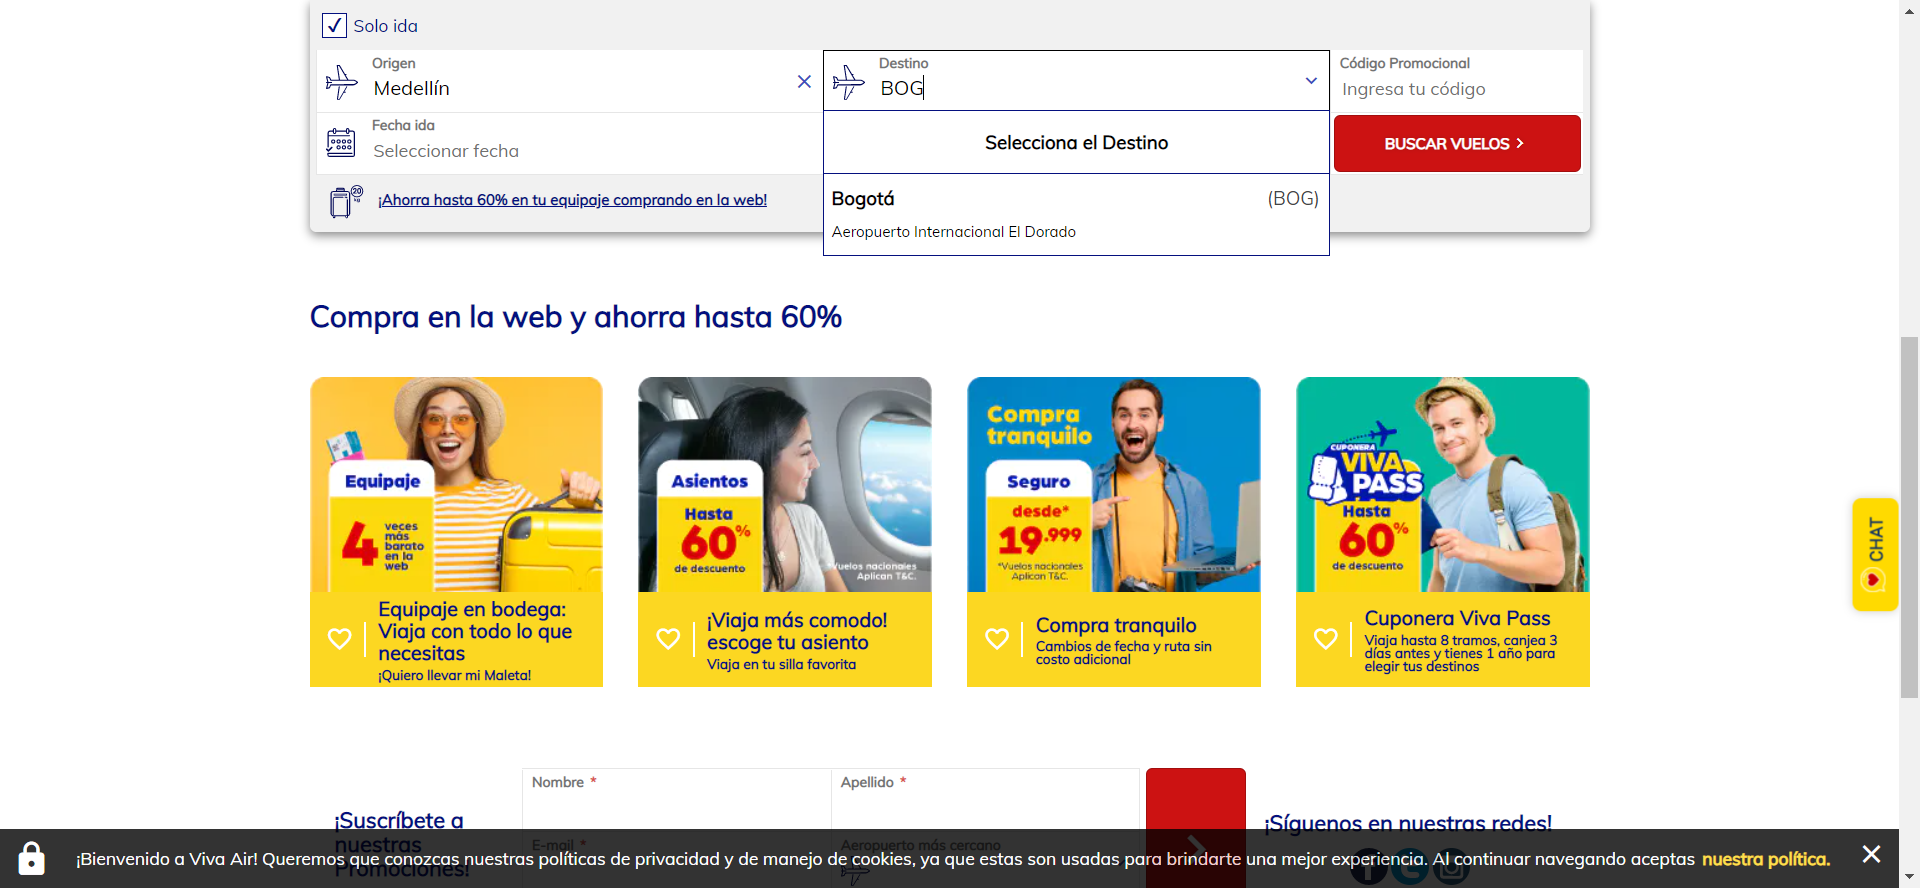 Solo ida
Origen
Medellín
Destino
BOG
Código Promocional
Ingresa tu código
Fecha ida
Seleccionar fecha
Selecciona el Destino
BUSCAR VUELOS
20
kg
¡Ahorra hasta 60% en tu equipaje comprando en la web!
Bogotá
(BOG)
Aeropuerto Internacional El Dorado
Compra en la web y ahorra hasta 60%
Equipaje
4
veces
más
barato
en la
web
Equipaje en bodega:
Viaja con todo lo que
necesitas
¡Quiero llevar mi Maleta!
Asientos
Hasta
60%
de descuento
*Vuelos nacionales
Aplican T&C.
¡Viaja más comodo!
escoge tu asiento
Viaja en tu silla favorita
Compra
tranquilo
Seguro
desde*
19.999
*Vuelos nacionales
Aplican T&C.
Compra tranquilo
Cambios de fecha y ruta sin
costo adicional
CUPONERA
VIVA
PASS
Hasta
60%
de descuento
Cuponera Viva Pass
Viaja hasta 8 tramos, canjea 3
días antes y tienes 1 año para
elegir tus destinos
CHAT
¡Suscríbete a
nuestras
Promociones!
Nombre *
Apellido *
E-mail *
Aeropuerto más cercano
¡Síguenos en nuestras redes!
¡Bienvenido a Viva Air! Queremos que conozcas nuestras políticas de privacidad y de manejo de cookies, ya que estas son usadas para brindarte una mejor experiencia. Al continuar navegando aceptas nuestra política.